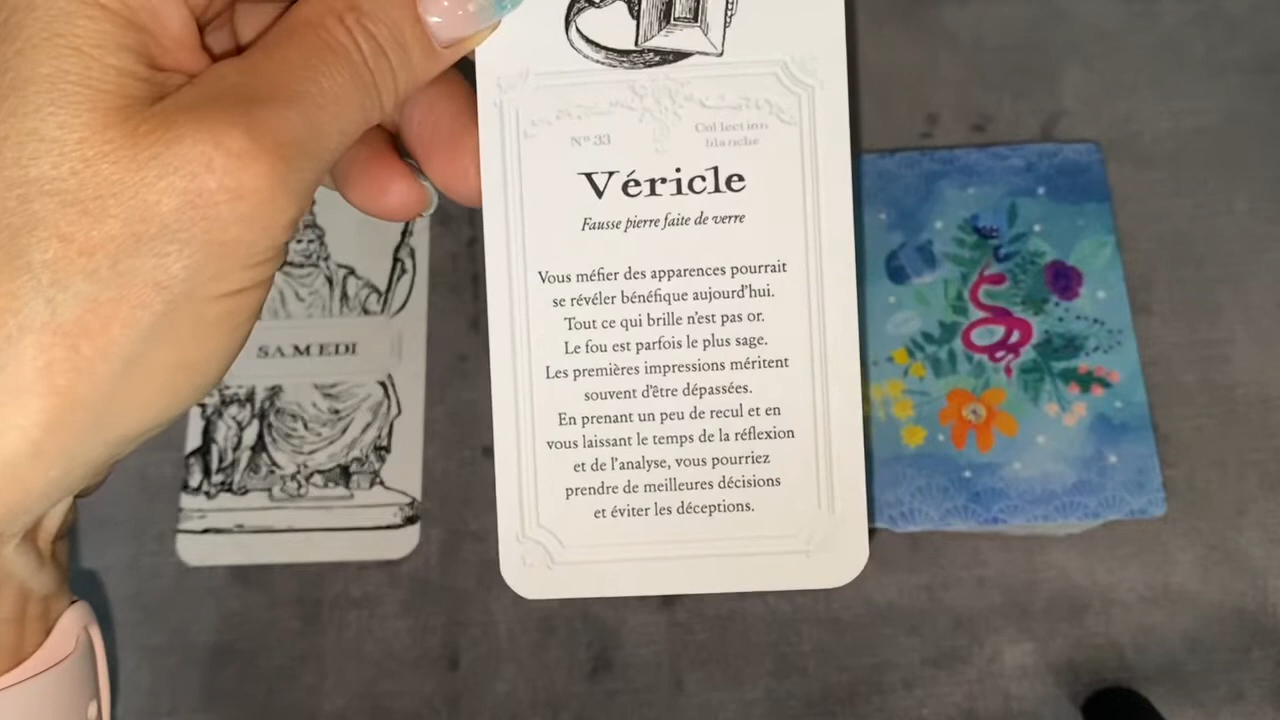 Nº 33
Collection
blanche
Véricle
Fausse pierre faite de verre
Vous méfier des apparences pourrait
se révéler bénéfique aujourd'hui.
Tout ce qui brille n'est pas or.
Le fou est parfois le plus sage.
Les premières impressions méritent
souvent d'être dépassées.
En prenant un peu de recul et en
vous laissant le temps de la réflexion
et de l'analyse, vous pourriez
prendre de meilleures décisions
et éviter les déceptions.
SAMEDI